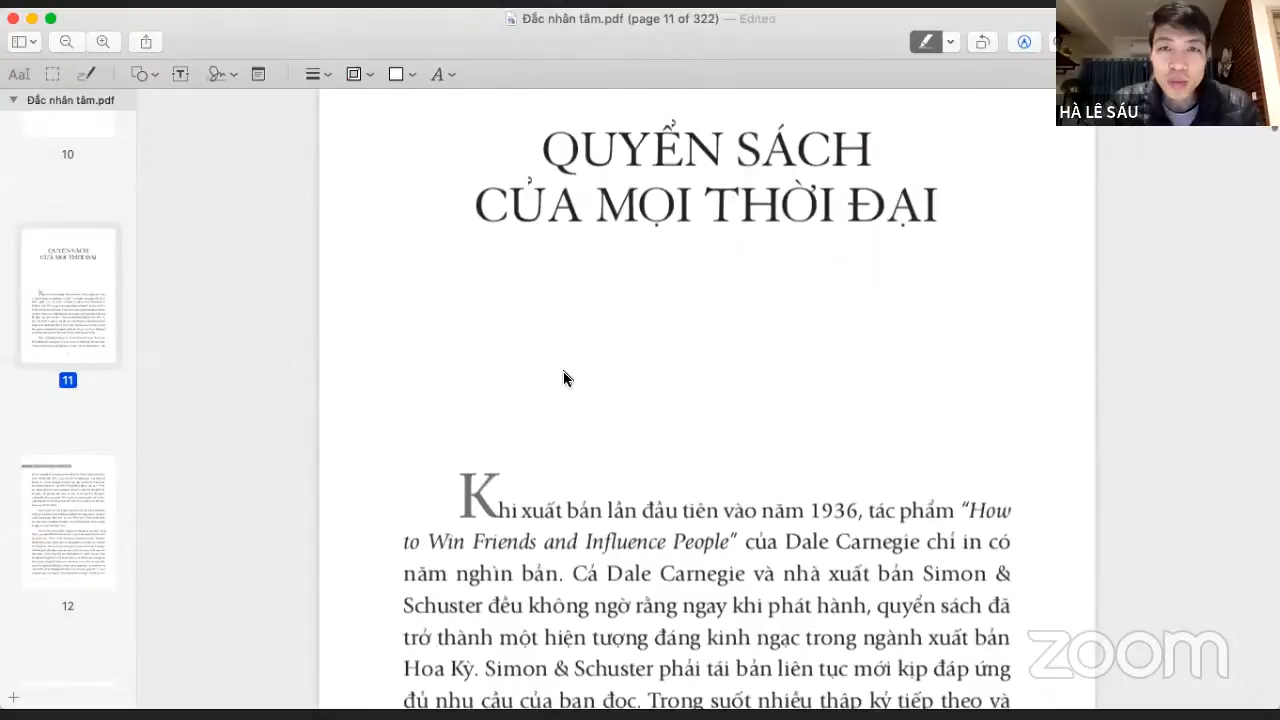 Đắc nhân tâm.pdf (page 11 of 322) — Edited
AaI
T
A
A
Đắc nhân tâm.pdf
HÀ LÊ SÁU
10
QUYỂN SÁCH
CỦA MỌI THỜI ĐẠI
11
12
Khi xuất bản lần đầu tiên vào năm 1936, tác phẩm “How
to Win Friends and Influence People” của Dale Carnegie chỉ in có
năm nghìn bản. Cả Dale Carnegie và nhà xuất bản Simon &
Schuster đều không ngờ rằng ngay khi phát hành, quyển sách đã
trở thành một hiện tượng đáng kinh ngạc trong ngành xuất bản
Hoa Kỳ. Simon & Schuster phải tái bản liên tục mới kịp đáp ứng
đủ nhu cầu của bạn đọc. Trong suốt nhiều thập kỷ tiếp theo và
zoom